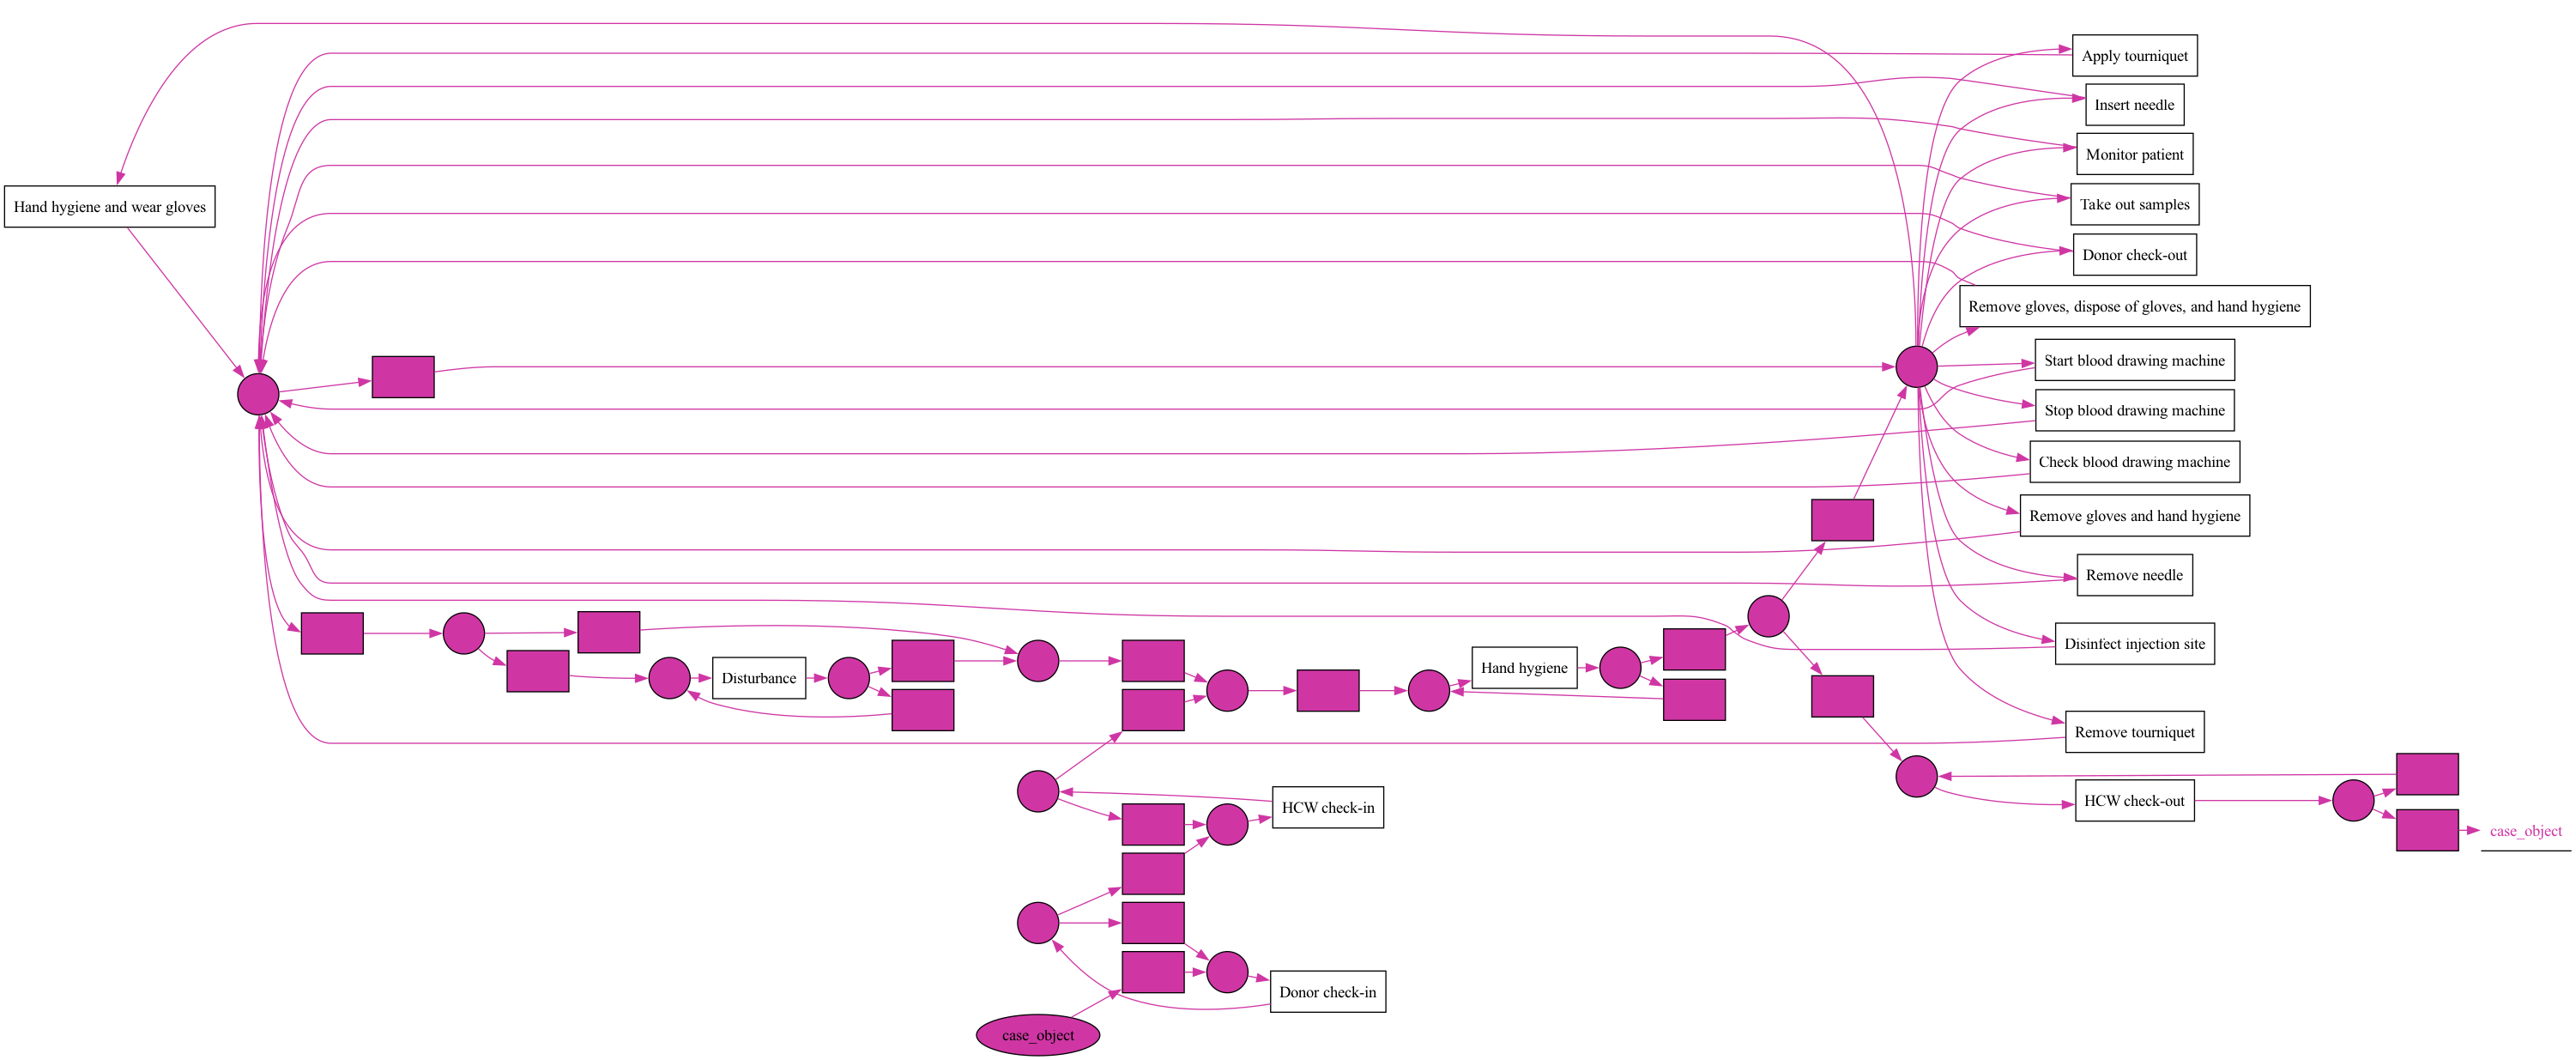 Apply tourniquet
Insert needle
Monitor patient
Take out samples
Hand hygiene and wear gloves
Donor check-out
Remove gloves, dispose of gloves, and hand hygiene
Start blood drawing machine
Stop blood drawing machine
Check blood drawing machine
Remove gloves and hand hygiene
Remove needle
Disinfect injection site
Hand hygiene
Disturbance
Remove tourniquet
HCW check-in
HCW check-out
case_object
Donor check-in
case_object